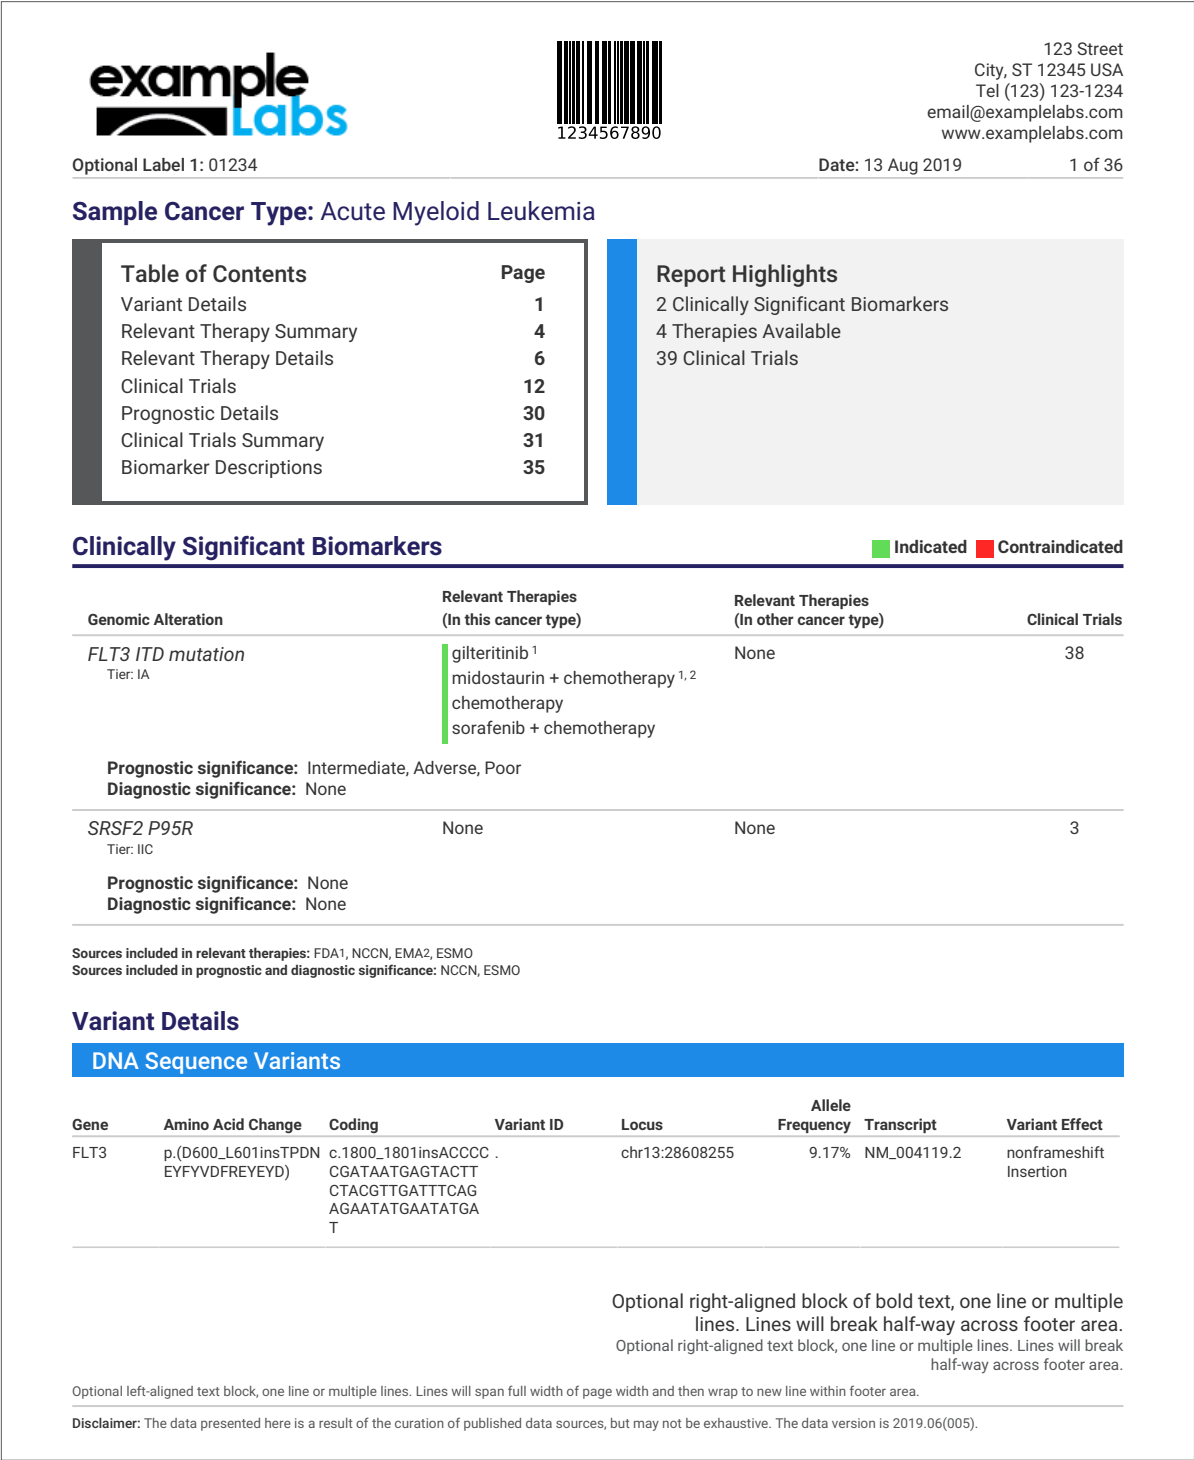 example
Labs
1234567890
123 Street
City, ST 12345 USA
Tel (123) 123-1234
email@examplelabs.com
www.examplelabs.com
Optional Label 1: 01234
Date: 13 Aug 2019
1 of 36
Sample Cancer Type: Acute Myeloid Leukemia
Table of Contents Page
Variant Details 1
Relevant Therapy Summary 4
Relevant Therapy Details 6
Clinical Trials 12
Prognostic Details 30
Clinical Trials Summary 31
Biomarker Descriptions 35
Report Highlights
2 Clinically Significant Biomarkers
4 Therapies Available
39 Clinical Trials
Clinically Significant Biomarkers
Indicated Contraindicated
Genomic Alteration
Relevant Therapies
(In this cancer type)
Relevant Therapies
(In other cancer type)
Clinical Trials
FLT3 ITD mutation
Tier: IA
gilteritinib 1
midostaurin + chemotherapy 1, 2
chemotherapy
sorafenib + chemotherapy
None
38
Prognostic significance: Intermediate, Adverse, Poor
Diagnostic significance: None
SRSF2 P95R
Tier: IIC
None
None
3
Prognostic significance: None
Diagnostic significance: None
Sources included in relevant therapies: FDA1, NCCN, EMA2, ESMO
Sources included in prognostic and diagnostic significance: NCCN, ESMO
Variant Details
DNA Sequence Variants
Gene
Amino Acid Change
Coding
Variant ID
Locus
Allele
Frequency
Transcript
Variant Effect
FLT3
p.(D600_L601insTPDN
EYFYVDFREYEYD)
c.1800_1801insACCCC
CGATAATGAGTACTT
CTACGTTGATTTCAG
AGAATATGAATATGA
T
.
chr13:28608255
9.17%
NM_004119.2
nonframeshift
Insertion
Optional right-aligned block of bold text, one line or multiple
lines. Lines will break half-way across footer area.
Optional right-aligned text block, one line or multiple lines. Lines will break
half-way across footer area.
Optional left-aligned text block, one line or multiple lines. Lines will span full width of page width and then wrap to new line within footer area.
Disclaimer: The data presented here is a result of the curation of published data sources, but may not be exhaustive. The data version is 2019.06(005).